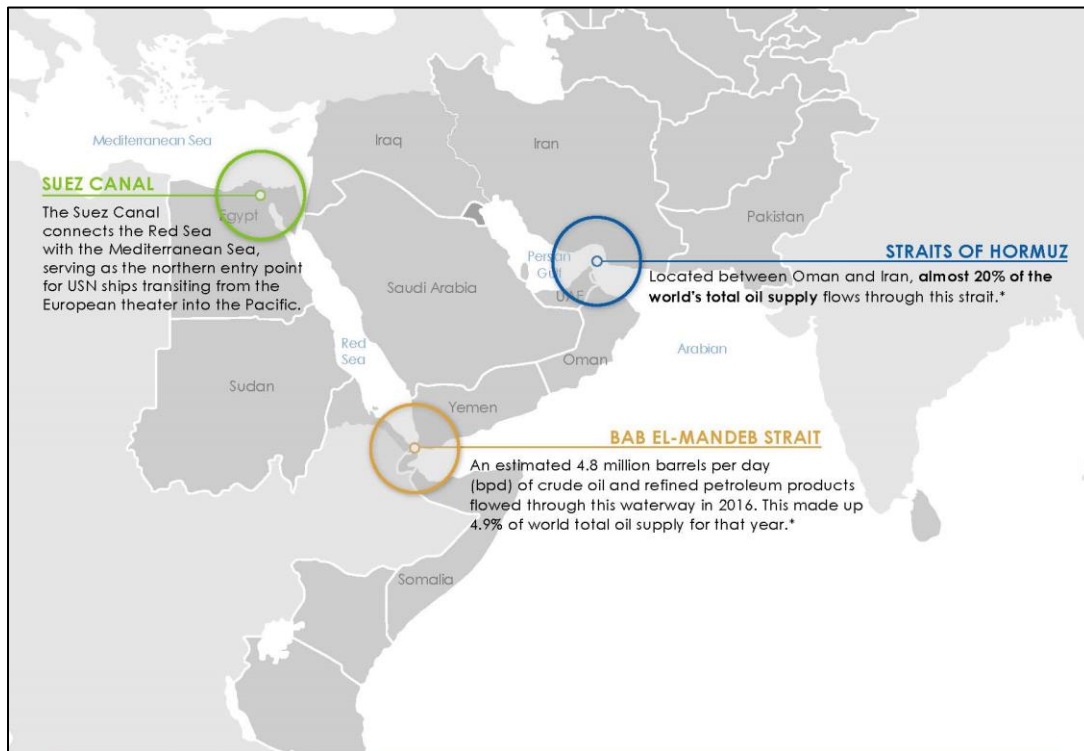 Mediterranean Sea
Iraq
Iran
SUEZ CANAL
The Suez Canal
connects the Red Sea
with the Mediterranean Sea,
serving as the northern entry point
for USN ships transiting from the
European theater into the Pacific.
Egypt
Pakistan
Persian
Gulf
STRAITS OF HORMUZ
Located between Oman and Iran, almost 20% of the
world's total oil supply flows through this strait.*
Saudi Arabia
UAE
Red
Sea
Arabian
Oman
Sudan
Yemen
BAB EL-MANDEB STRAIT
An estimated 4.8 million barrels per day
(bpd) of crude oil and refined petroleum products
flowed through this waterway in 2016. This made up
4.9% of world total oil supply for that year.*
Somalia